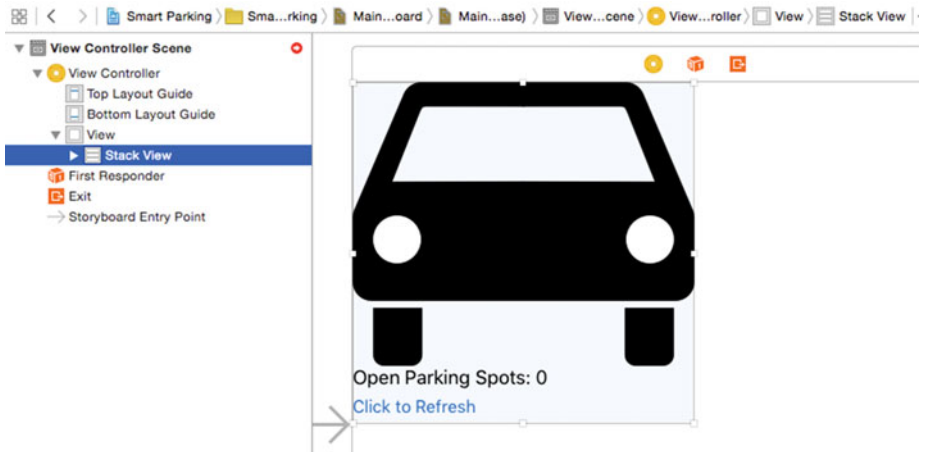 Smart Parking Sma...rking Main...oard Main...ase) View...cene View...roller View Stack View
View Controller Scene
View Controller
Top Layout Guide
Bottom Layout Guide
View
Stack View
First Responder
Exit
Storyboard Entry Point
Open Parking Spots: 0
Click to Refresh